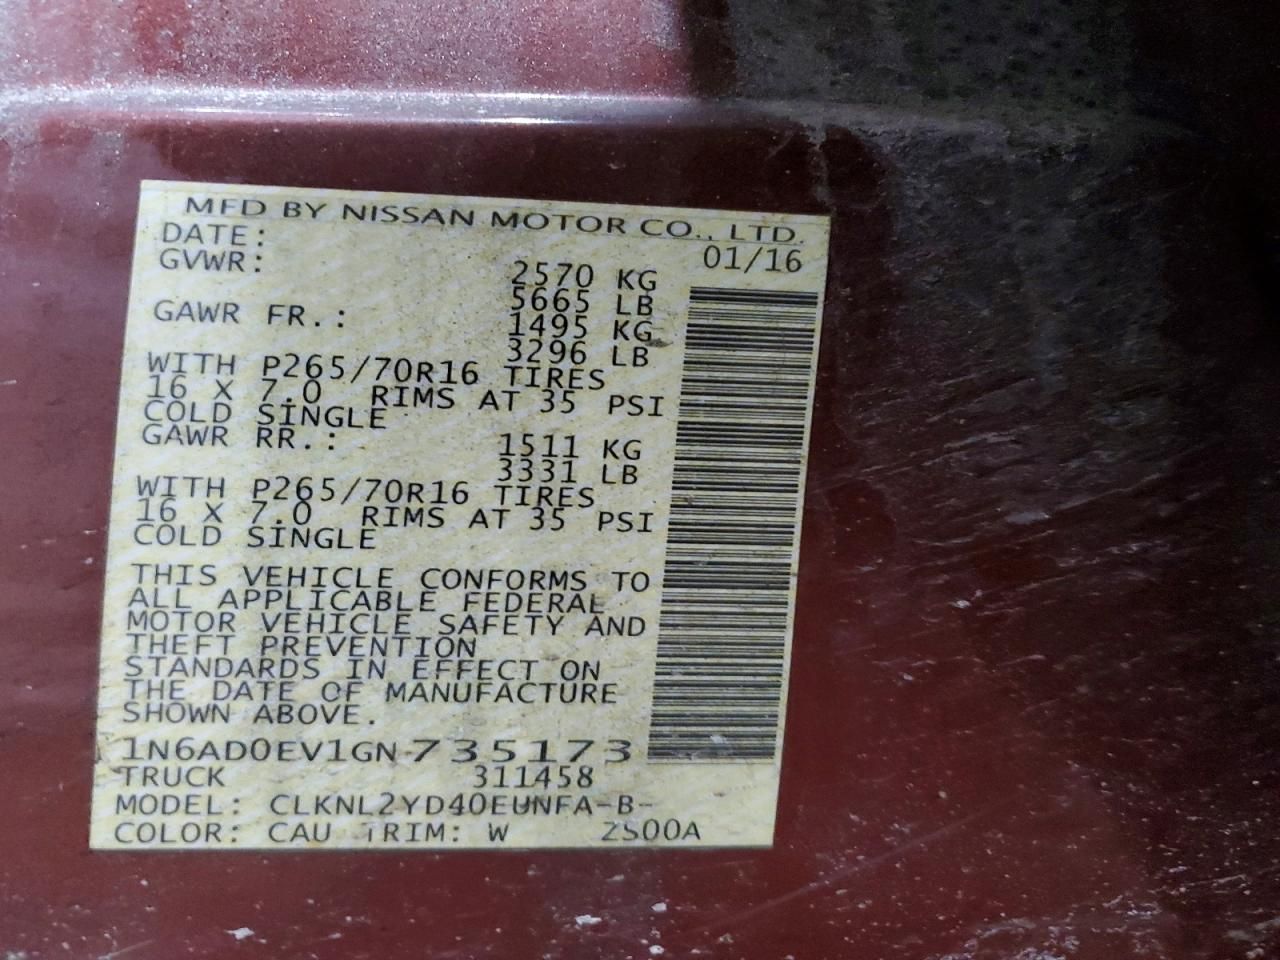 MFD BY NISSAN MOTOR CO., LTD.
DATE: 01/16
GVWR: 2570 KG
5665 LB
GAWR FR.: 1495 KG
3296 LB
WITH P265/70R16 TIRES
16 X 7.0 RIMS AT 35 PSI
COLD SINGLE
GAWR RR.: 1511 KG
3331 LB
WITH P265/70R16 TIRES
16 X 7.0 RIMS AT 35 PSI
COLD SINGLE
THIS VEHICLE CONFORMS TO
ALL APPLICABLE FEDERAL
MOTOR VEHICLE SAFETY AND
THEFT PREVENTION
STANDARDS IN EFFECT ON
THE DATE OF MANUFACTURE
SHOWN ABOVE.
1N6AD0EV1GN-735173
TRUCK 311458
MODEL: CLKNL2YD40EUNFA-B-
COLOR: CAU TRIM: W 2S00A